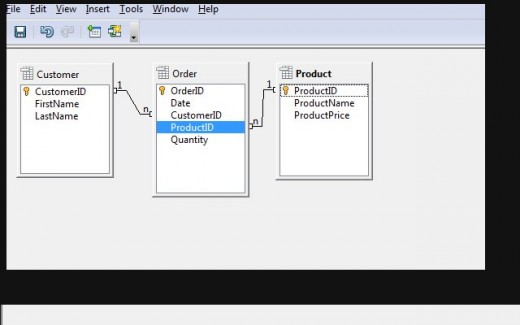 File Edit View Insert Tools Window Help
Customer
CustomerID
FirstName
LastName
1
n
Order
OrderID
Date
CustomerID
ProductID
Quantity
n
1
Product
ProductID
ProductName
ProductPrice